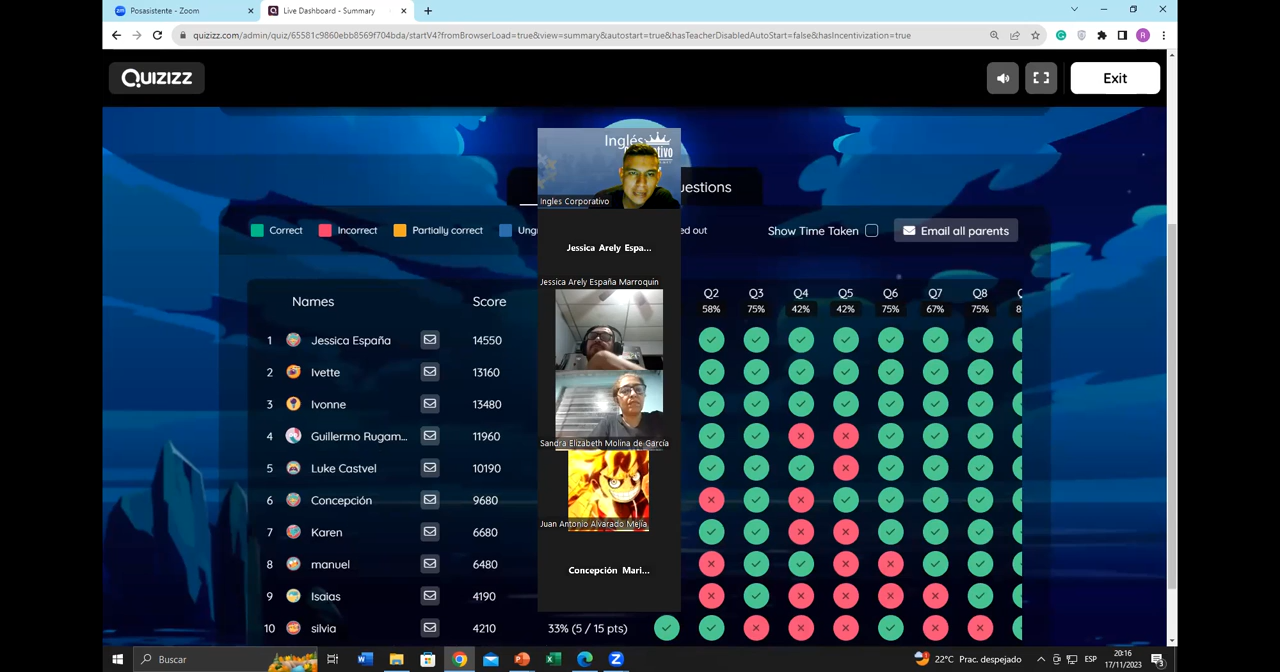 Posasistente - Zoom
Live Dashboard - Summary
quizizz.com/admin/quiz/65581c9860ebb8569f704bda/startV4?fromBrowserLoad=true&view=summary&autostart=true&hasTeacherDisabledAutoStart=false&hasIncentivization=true
R
Quizizz
Exit
Inglés
Ingles Corporativo
uestions
Correct
Incorrect
Partially correct
ed out
Show Time Taken
Email all parents
Jessica Arely Espa...
Jessica Arely España Marroquin
Names
Score
Q2 Q3 Q4 Q5 Q6 Q7 Q8
58% 75% 42% 42% 75% 67% 75%
1 Jessica España 14550
2 Ivette 13160
3 Ivonne 13480
4 Guillermo Rugam... 11960
Sandra Elizabeth Molina de García
5 Luke Castvel 10190
6 Concepción 9680
Juan Antonio Alvarado Mejía
7 Karen 6680
8 manuel 6480
Concepción Mari...
9 Isaias 4190
10 silvia 4210 33% (5 / 15 pts)
Buscar
22°C Prac. despejado
ESP
20:16
17/11/2023